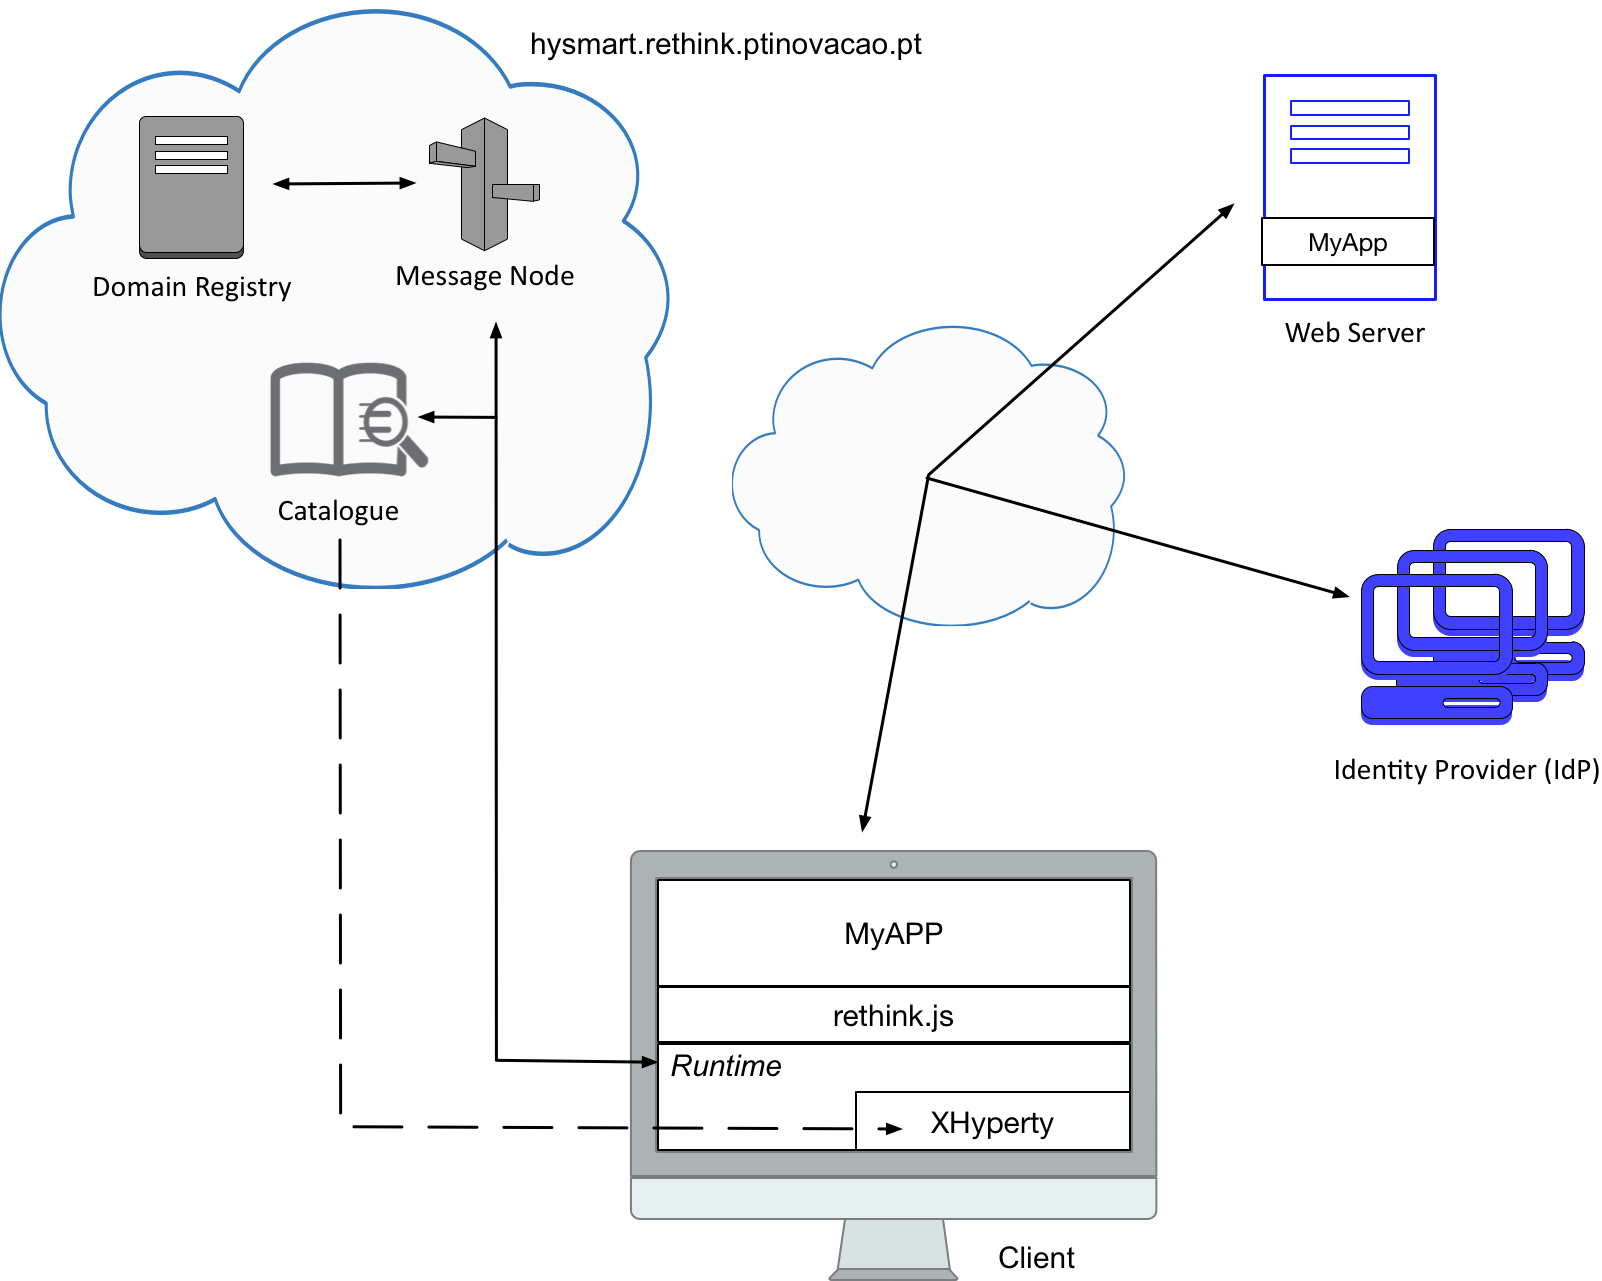 hysmart.rethink.ptinovacao.pt
Domain Registry
Message Node
Catalogue
MyApp
Web Server
Identity Provider (IdP)
MyAPP
rethink.js
Runtime
XHyperty
Client